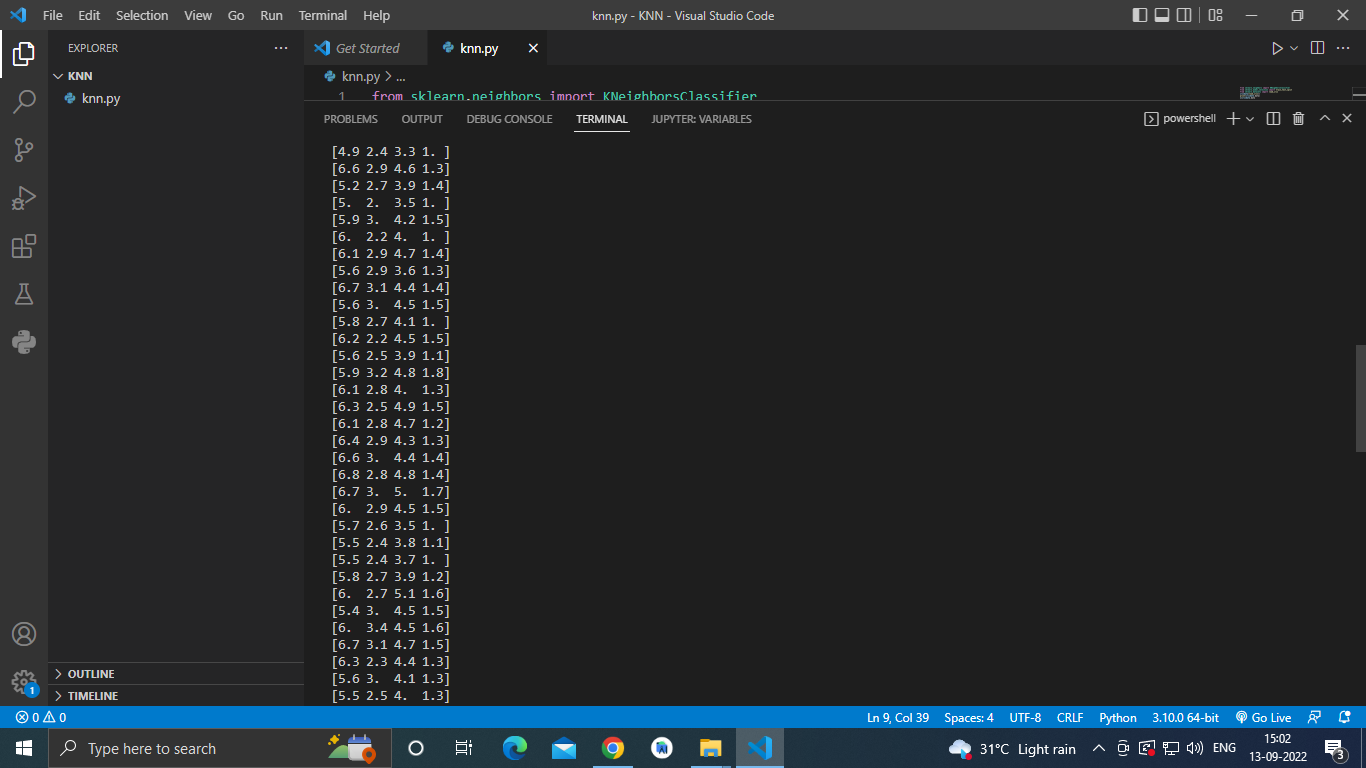 File Edit Selection View Go Run Terminal Help knn.py - KNN - Visual Studio Code
EXPLORER
Get Started knn.py
KNN
knn.py > ...
knn.py
1 from sklearn.neighbors import KNeighborsClassifier
PROBLEMS OUTPUT DEBUG CONSOLE TERMINAL JUPYTER: VARIABLES powershell
[4.9 2.4 3.3 1. ]
[6.6 2.9 4.6 1.3]
[5.2 2.7 3.9 1.4]
[5. 2. 3.5 1. ]
[5.9 3. 4.2 1.5]
[6. 2.2 4. 1. ]
[6.1 2.9 4.7 1.4]
[5.6 2.9 3.6 1.3]
[6.7 3.1 4.4 1.4]
[5.6 3. 4.5 1.5]
[5.8 2.7 4.1 1. ]
[6.2 2.2 4.5 1.5]
[5.6 2.5 3.9 1.1]
[5.9 3.2 4.8 1.8]
[6.1 2.8 4. 1.3]
[6.3 2.5 4.9 1.5]
[6.1 2.8 4.7 1.2]
[6.4 2.9 4.3 1.3]
[6.6 3. 4.4 1.4]
[6.8 2.8 4.8 1.4]
[6.7 3. 5. 1.7]
[6. 2.9 4.5 1.5]
[5.7 2.6 3.5 1. ]
[5.5 2.4 3.8 1.1]
[5.5 2.4 3.7 1. ]
[5.8 2.7 3.9 1.2]
[6. 2.7 5.1 1.6]
[5.4 3. 4.5 1.5]
[6. 3.4 4.5 1.6]
[6.7 3.1 4.7 1.5]
[6.3 2.3 4.4 1.3]
[5.6 3. 4.1 1.3]
[5.5 2.5 4. 1.3]
OUTLINE
TIMELINE
1
0 0 Ln 9, Col 39 Spaces: 4 UTF-8 CRLF Python 3.10.0 64-bit Go Live
Type here to search 31°C Light rain ENG 15:02
13-09-2022 3